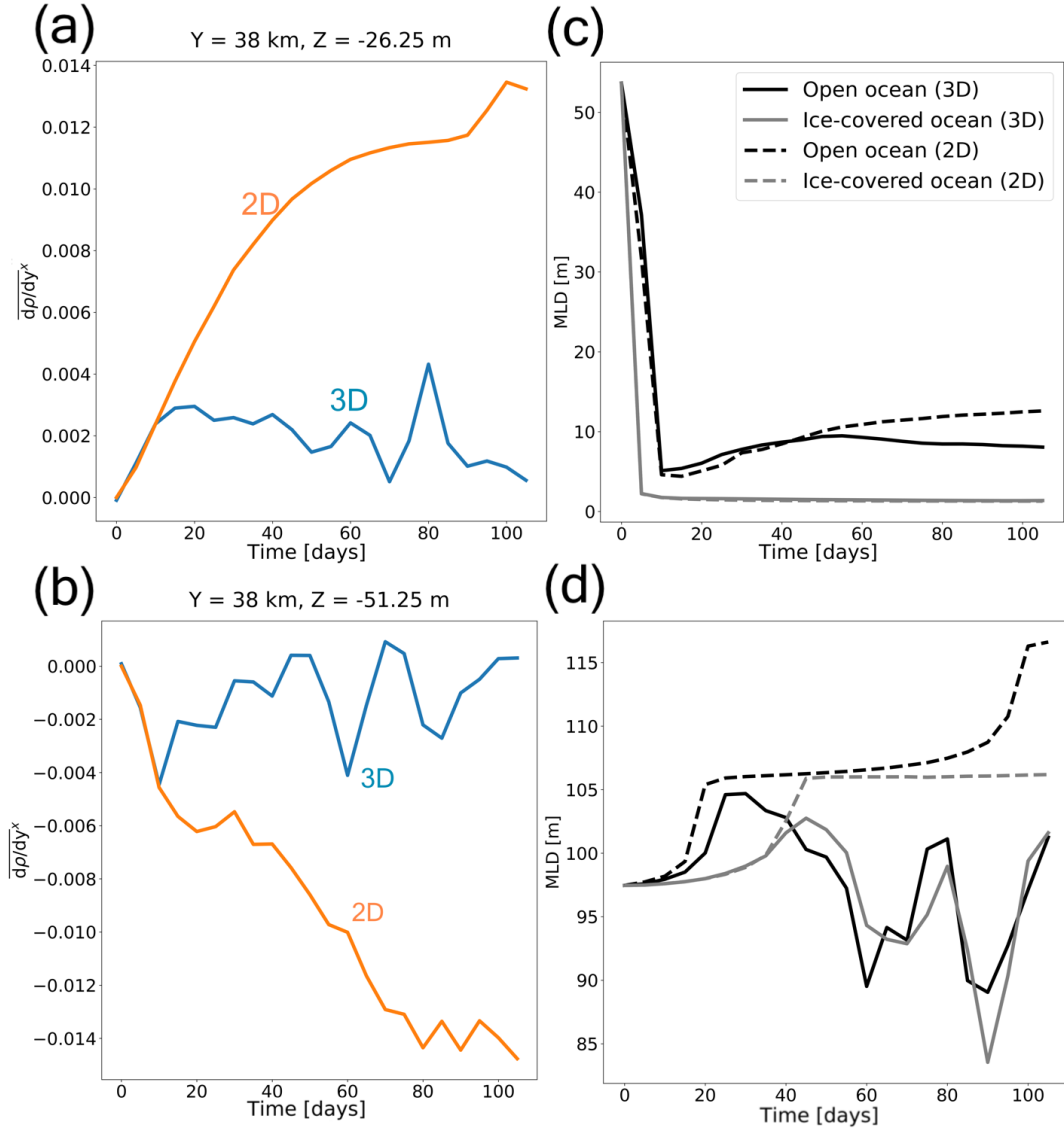 (a)
Y = 38 km, Z = -26.25 m
0.014
0.012
0.010
0.008
0.006
0.004
0.002
0.000
dρ/dyˣ
2D
3D
0 20 40 60 80 100
Time [days]
(c)
Open ocean (3D)
Ice-covered ocean (3D)
Open ocean (2D)
Ice-covered ocean (2D)
50
40
30
20
10
0
MLD [m]
0 20 40 60 80 100
Time [days]
(b)
Y = 38 km, Z = -51.25 m
0.000
−0.002
−0.004
−0.006
−0.008
−0.010
−0.012
−0.014
dρ/dyˣ
3D
2D
0 20 40 60 80 100
Time [days]
(d)
115
110
105
100
95
90
85
MLD [m]
0 20 40 60 80 100
Time [days]